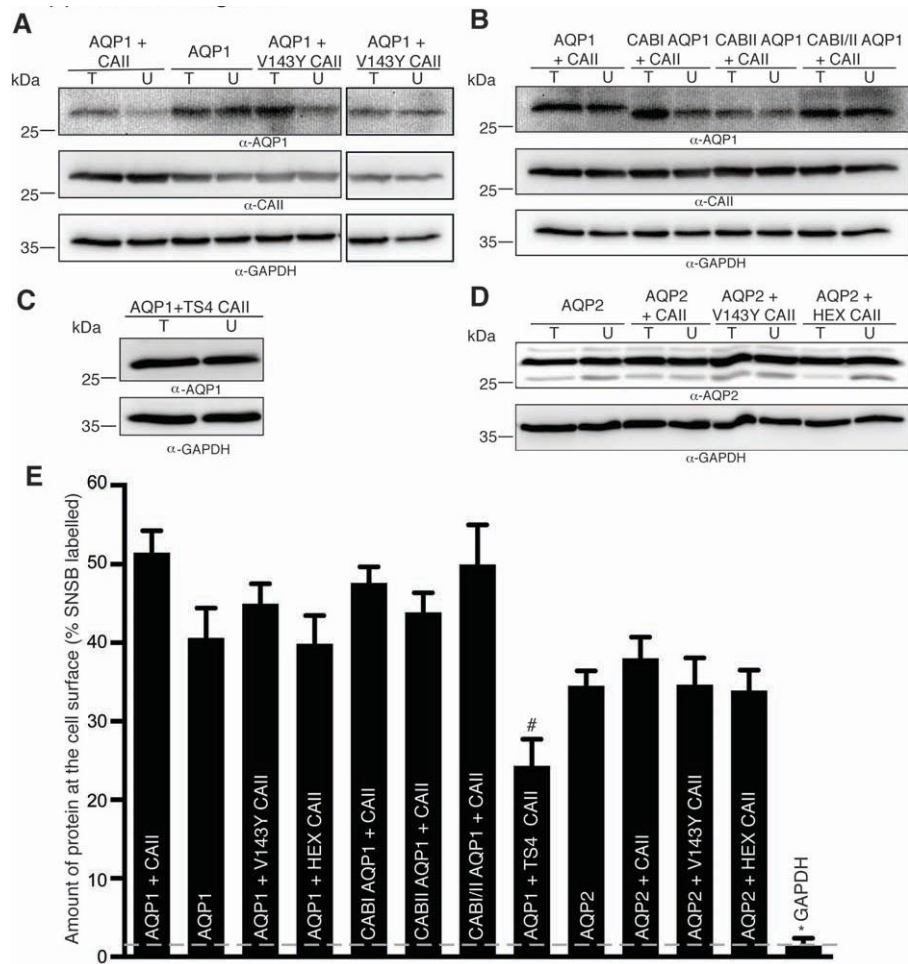 A
AQP1 + CAII
AQP1
AQP1 + V143Y CAII
AQP1 + V143Y CAII
kDa
T U T U T U T U
25
α-AQP1
25
α-CAII
35
α-GAPDH
B
AQP1 + CAII
CABI AQP1 + CAII
CABII AQP1 + CAII
CABI/II AQP1 + CAII
kDa
T U T U T U T U
25
α-AQP1
25
α-CAII
35
α-GAPDH
C
AQP1+TS4 CAII
kDa
T U
25
α-AQP1
35
α-GAPDH
D
AQP2
AQP2 + CAII
AQP2 + V143Y CAII
AQP2 + HEX CAII
kDa
T U T U T U T U
25
α-AQP2
35
α-GAPDH
E
Amount of protein at the cell surface (% SNSB labelled)
60
50
40
30
20
10
0
AQP1 + CAII
AQP1
AQP1 + V143Y CAII
AQP1 + HEX CAII
CABI AQP1 + CAII
CABII AQP1 + CAII
CABI/II AQP1 + CAII
#
AQP1 + TS4 CAII
AQP2
AQP2 + CAII
AQP2 + V143Y CAII
AQP2 + HEX CAII
* GAPDH